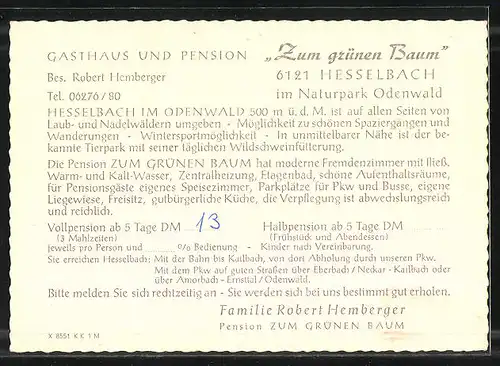 GASTHAUS UND PENSION „Zum grünen Baum"
Bes. Robert Hemberger 6121 HESSELBACH
Tel. 06276/80 im Naturpark Odenwald
HESSELBACH IM ODENWALD 500 m ü. d. M. ist auf allen Seiten von
Laub- und Nadelwäldern umgeben - Möglichkeit zu schönen Spaziergängen und
Wanderungen - Wintersportmöglichkeit - In unmittelbarer Nähe ist der be-
kannte Tierpark mit seiner täglichen Wildschweinfütterung.
Die Pension ZUM GRÜNEN BAUM hat moderne Fremdenzimmer mit fließ.
Warm- und Kalt-Wasser, Zentralheizung, Etagenbad, schöne Aufenthaltsräume,
für Pensionsgäste eigenes Speisezimmer, Parkplätze für Pkw und Busse, eigene
Liegewiese, Freisitz, gutbürgerliche Küche, die Verpflegung ist abwechslungsreich
und reichlich.
Vollpension ab 5 Tage DM 13 Halbpension ab 5 Tage DM
(3 Mahlzeiten) (Frühstück und Abendessen)
jeweils pro Person und ........ % Bedienung - Kinder nach Vereinbarung.
Sie erreichen Hesselbach: Mit der Bahn bis Kailbach, von dort Abholung durch unseren Pkw.
Mit dem Pkw auf guten Straßen über Eberbach / Neckar - Kailbach oder
über Amorbach - Ernsttal / Odenwald.
Bitte melden Sie sich rechtzeitig an - Sie werden sich bei uns bestimmt gut erholen.
Familie Robert Hemberger
Pension ZUM GRÜNEN BAUM
X 8551 K K 1 M